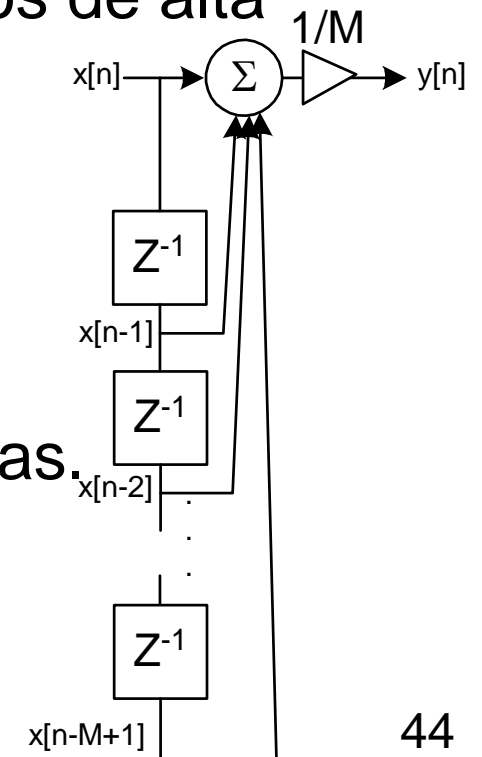 os de alta
1/M
x[n] Σ y[n]
Z-1
x[n-1]
Z-1
as.
x[n-2]
.
.
.
Z-1
x[n-M+1]
44